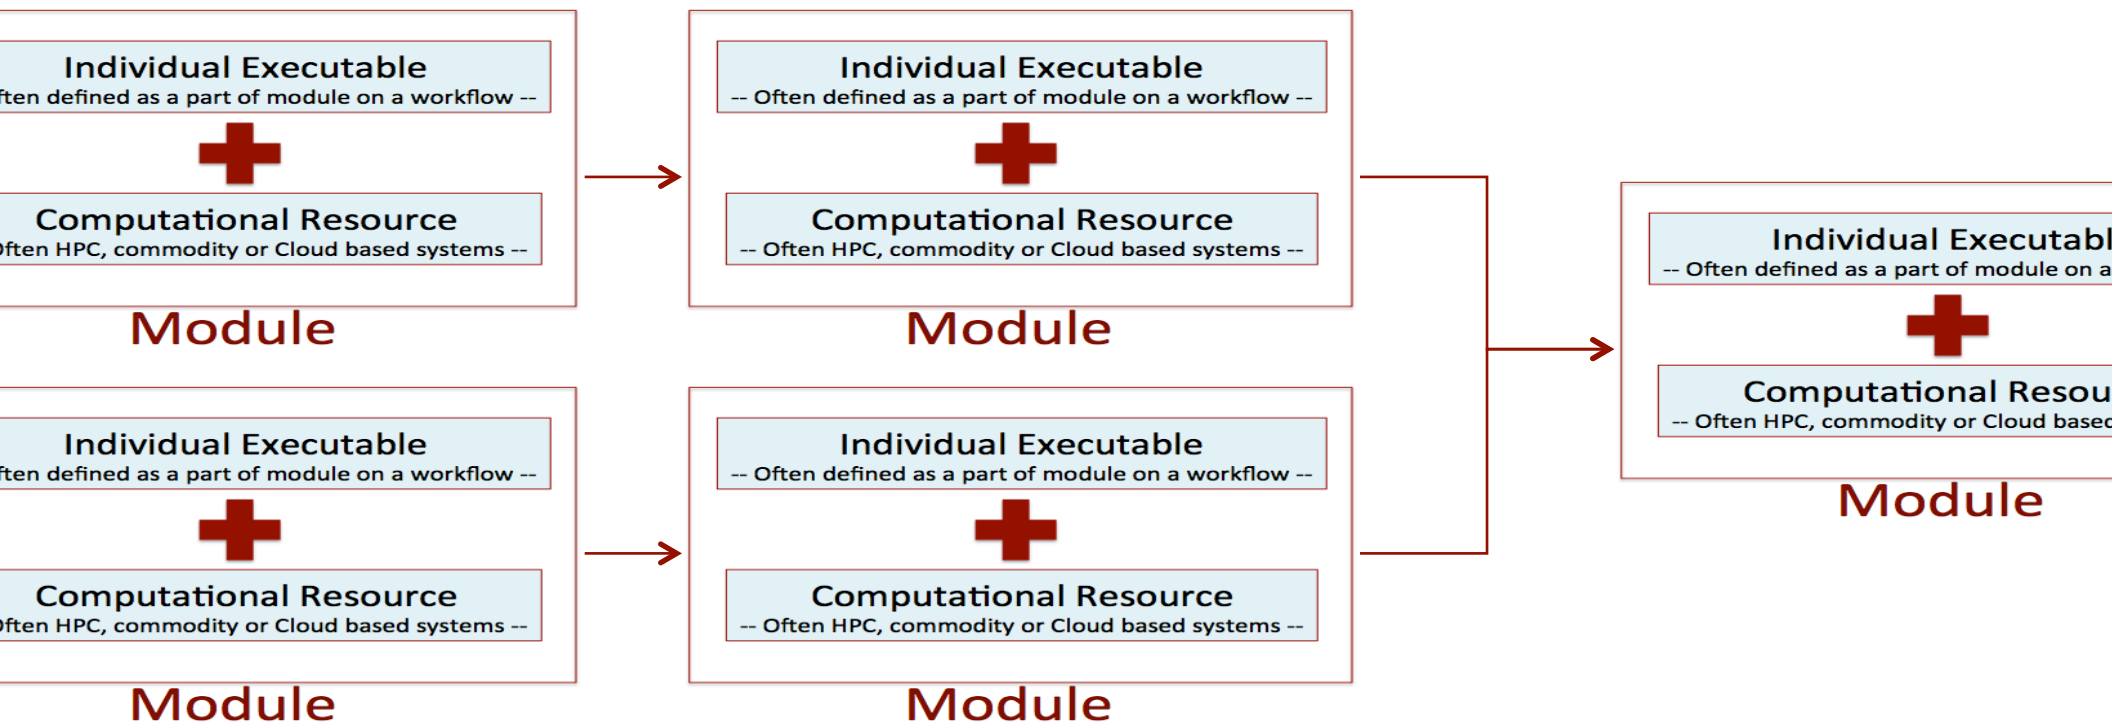 Individual Executable
ften defined as a part of module on a workflow --
Computational Resource
Often HPC, commodity or Cloud based systems --
Module
Individual Executable
-- Often defined as a part of module on a workflow --
Computational Resource
-- Often HPC, commodity or Cloud based systems --
Module
Individual Executable
ften defined as a part of module on a workflow --
Computational Resource
Often HPC, commodity or Cloud based systems --
Module
Individual Executable
-- Often defined as a part of module on a workflow --
Computational Resource
-- Often HPC, commodity or Cloud based systems --
Module
Individual Executabl
-- Often defined as a part of module on a
Computational Resou
-- Often HPC, commodity or Cloud based
Module